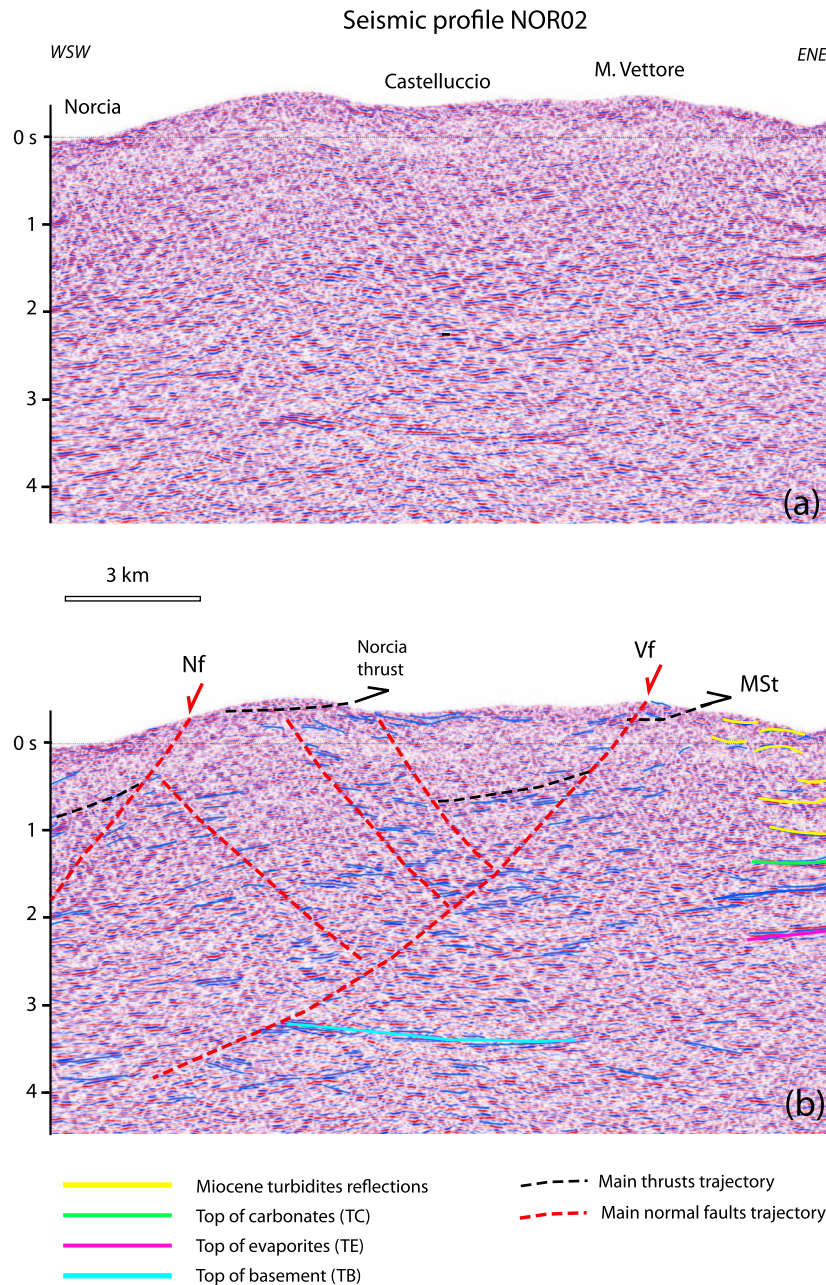 Seismic profile NOR02
WSW
ENE
Castelluccio
M. Vettore
Norcia
0 s
1
2
3
4
(a)
3 km
Nf
Norcia
thrust
Vf
MSt
0 s
1
2
3
4
(b)
Miocene turbidites reflections
Top of carbonates (TC)
Top of evaporites (TE)
Top of basement (TB)
Main thrusts trajectory
Main normal faults trajectory